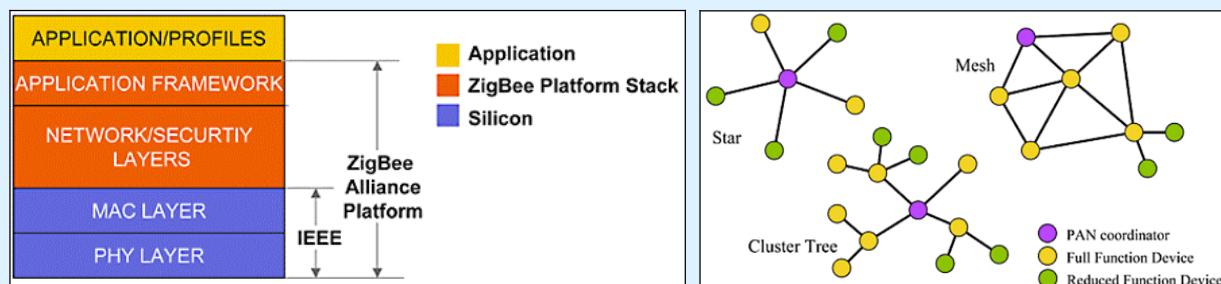 APPLICATION/PROFILES
APPLICATION FRAMEWORK
NETWORK/SECURTIY
LAYERS
MAC LAYER
PHY LAYER
IEEE
ZigBee
Alliance
Platform
Application
ZigBee Platform Stack
Silicon
Star
Mesh
Cluster Tree
PAN coordinator
Full Function Device
Reduced Function Device